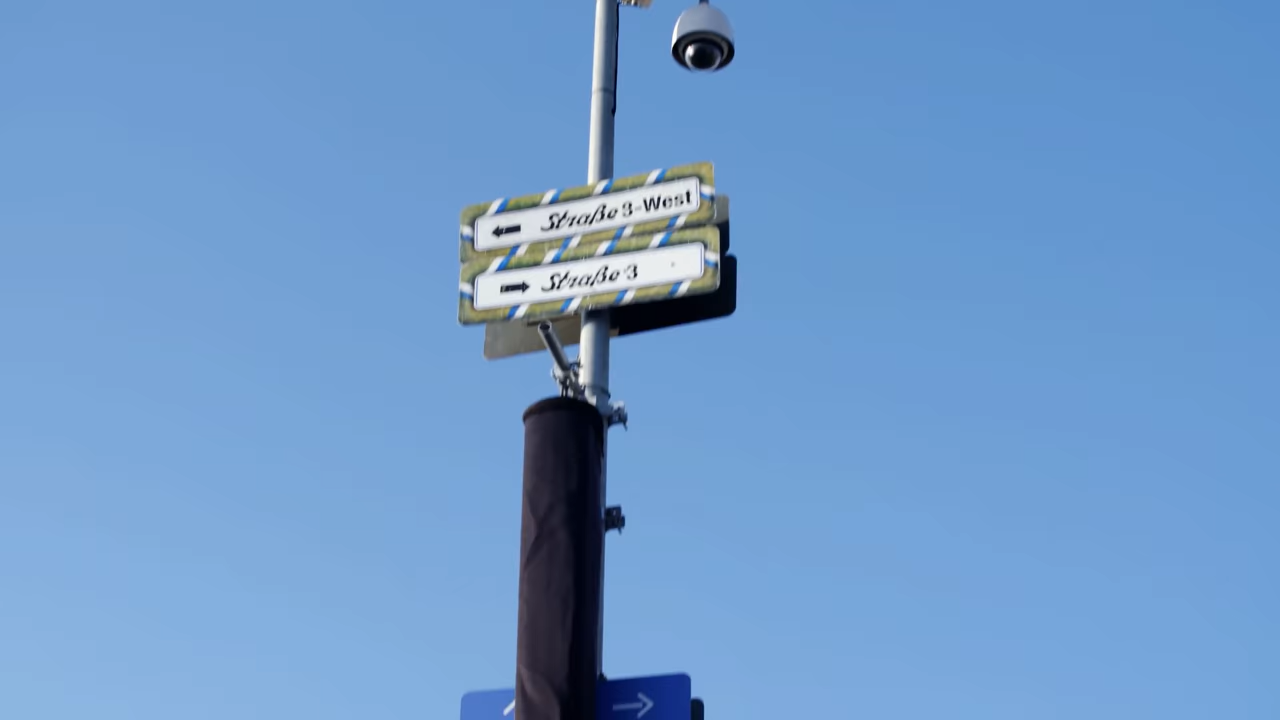 ← Straße 3-West
→ Straße 3
→